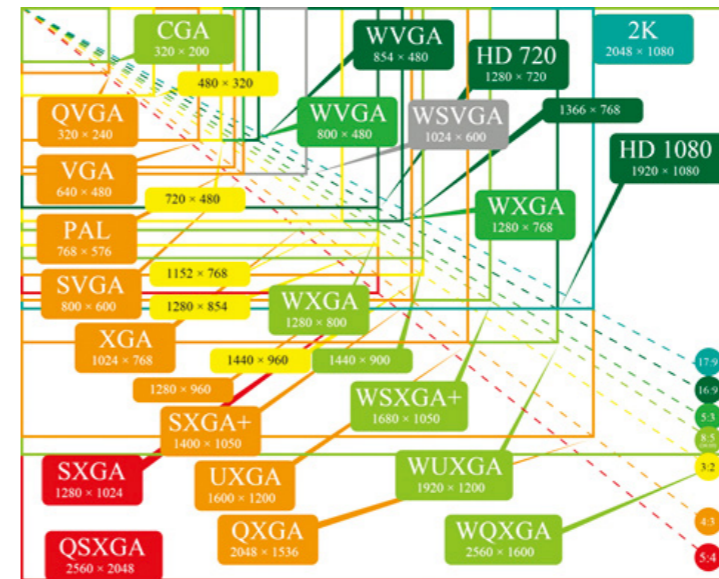 CGA
320 × 200
WVGA
854 × 480
HD 720
1280 × 720
2K
2048 × 1080
480 × 320
QVGA
320 × 240
WVGA
800 × 480
WSVGA
1024 × 600
1366 × 768
HD 1080
1920 × 1080
VGA
640 × 480
720 × 480
WXGA
1280 × 768
PAL
768 × 576
1152 × 768
SVGA
800 × 600
1280 × 854
WXGA
1280 × 800
XGA
1024 × 768
1440 × 960
1440 × 900
17:9
16:9
1280 × 960
WSXGA+
1680 × 1050
5:3
SXGA+
1400 × 1050
8:5
3:2
SXGA
1280 × 1024
UXGA
1600 × 1200
WUXGA
1920 × 1200
QXGA
2048 × 1536
WQXGA
2560 × 1600
4:3
QSXGA
2560 × 2048
5:4